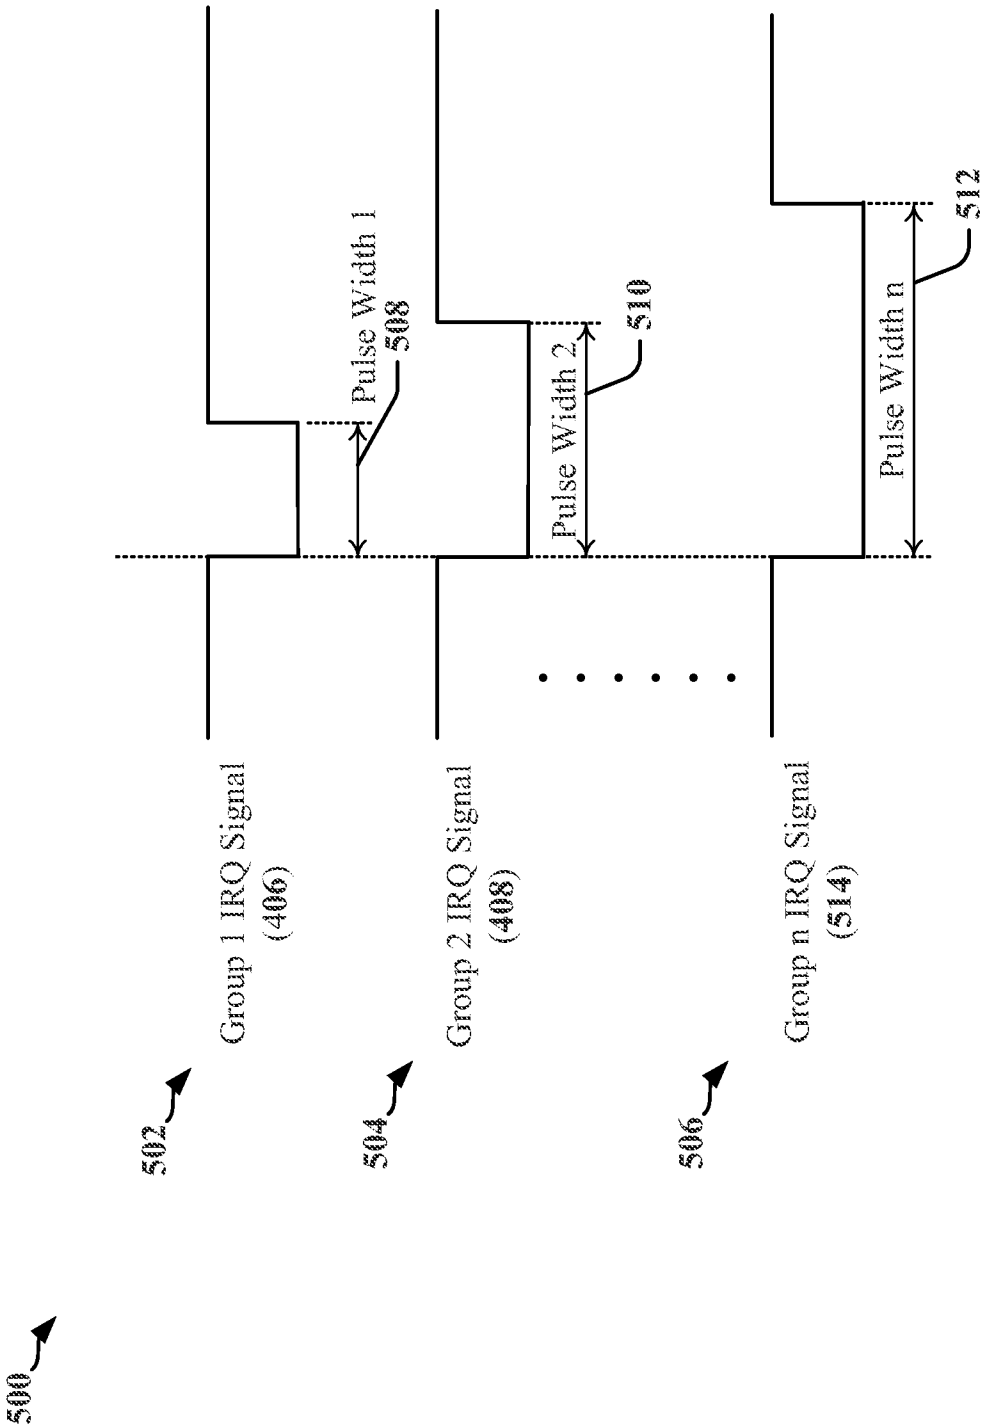 500
502
Group 1 IRQ Signal
(406)
Pulse Width 1
508
504
Group 2 IRQ Signal
(408)
Pulse Width 2
510
506
Group n IRQ Signal
(514)
Pulse Width n
512